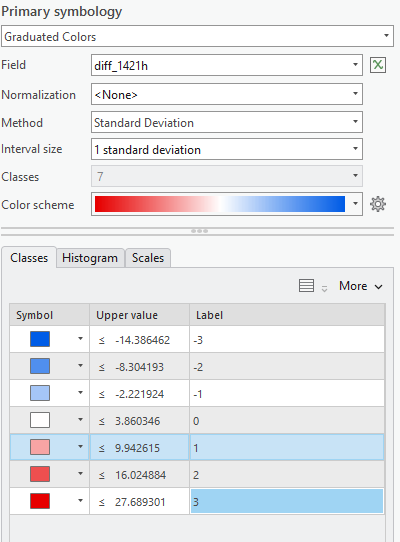 Primary symbology
Graduated Colors
Field diff_1421h
Normalization <None>
Method Standard Deviation
Interval size 1 standard deviation
Classes 7
Color scheme
Classes Histogram Scales
More
Symbol Upper value Label
≤ -14.386462 -3
≤ -8.304193 -2
≤ -2.221924 -1
≤ 3.860346 0
≤ 9.942615 1
≤ 16.024884 2
≤ 27.689301 3